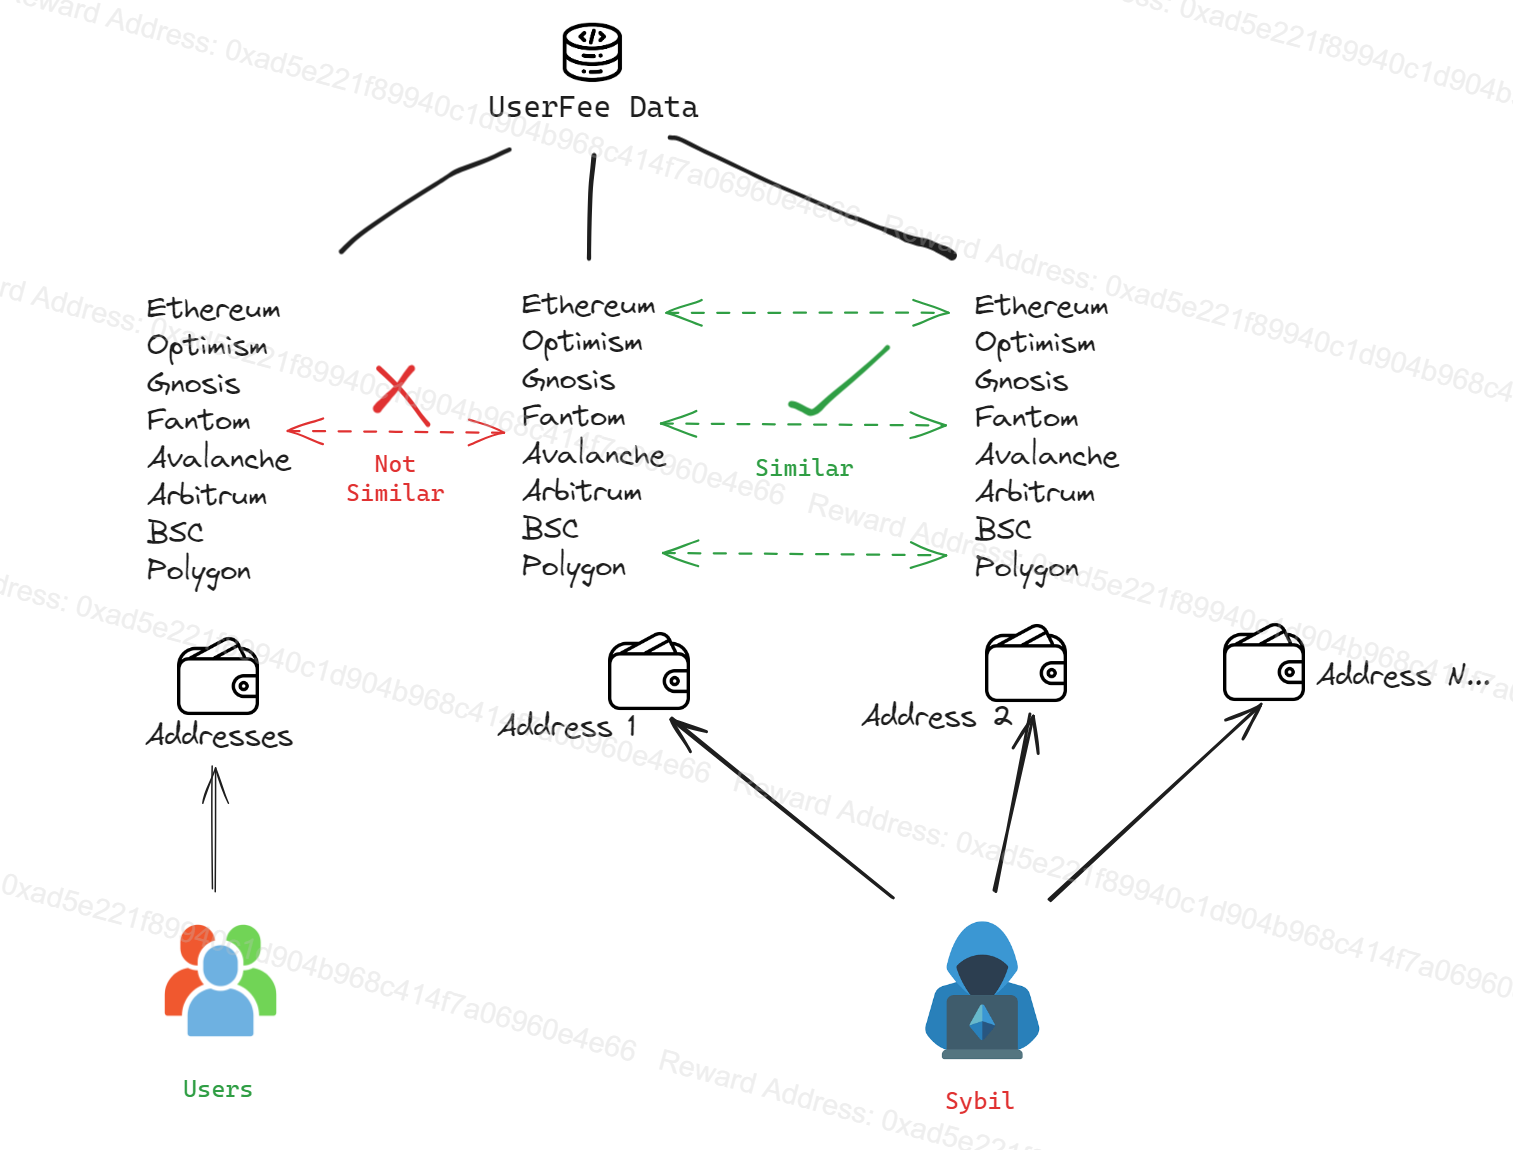 UserFee Data
Ethereum
Optimism
Gnosis
Fantom
Avalanche
Arbitrum
BSC
Polygon
Addresses
Users
Not
Similar
Ethereum
Optimism
Gnosis
Fantom
Avalanche
Arbitrum
BSC
Polygon
Address 1
Similar
Ethereum
Optimism
Gnosis
Fantom
Avalanche
Arbitrum
BSC
Polygon
Address 2
Address N...
Sybil
Reward Address: 0xad5e221f89940c1d904b968c414f7a06960e4e66